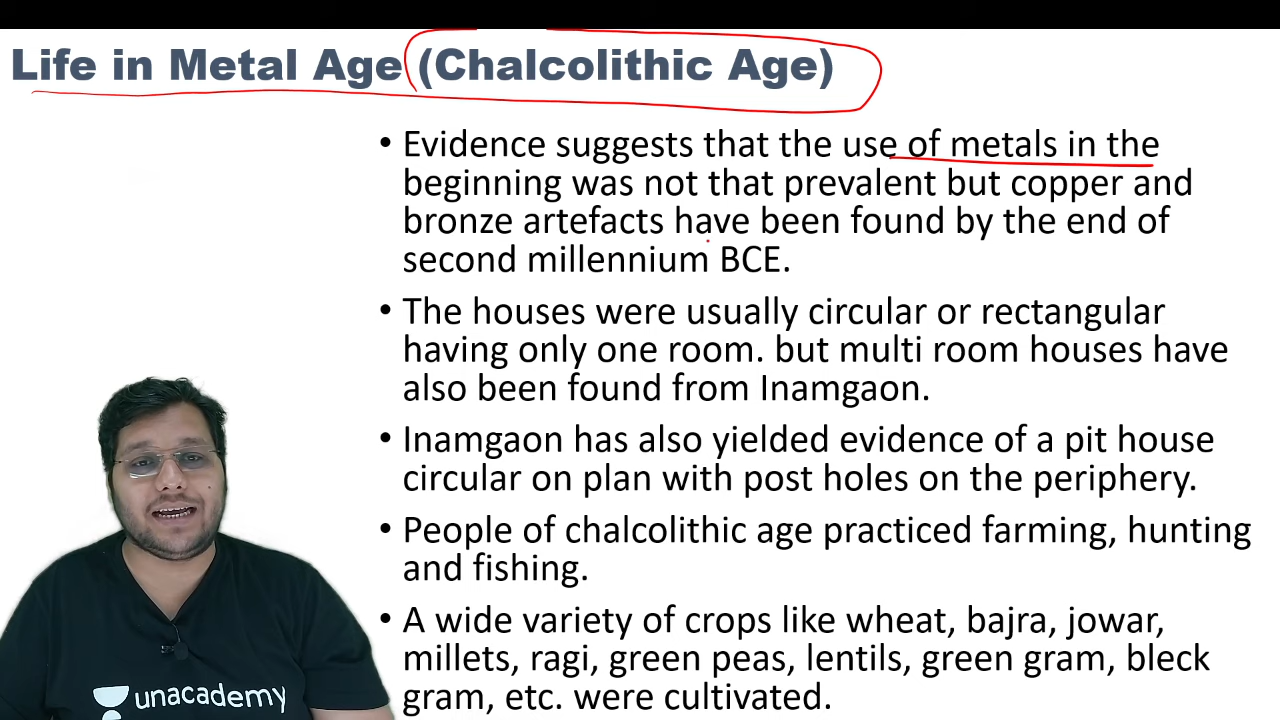 Life in Metal Age (Chalcolithic Age)
• Evidence suggests that the use of metals in the
beginning was not that prevalent but copper and
bronze artefacts have been found by the end of
second millennium BCE.
• The houses were usually circular or rectangular
having only one room. but multi room houses have
also been found from Inamgaon.
• Inamgaon has also yielded evidence of a pit house
circular on plan with post holes on the periphery.
• People of chalcolithic age practiced farming, hunting
and fishing.
• A wide variety of crops like wheat, bajra, jowar,
millets, ragi, green peas, lentils, green gram, bleck
gram, etc. were cultivated.
unacademy